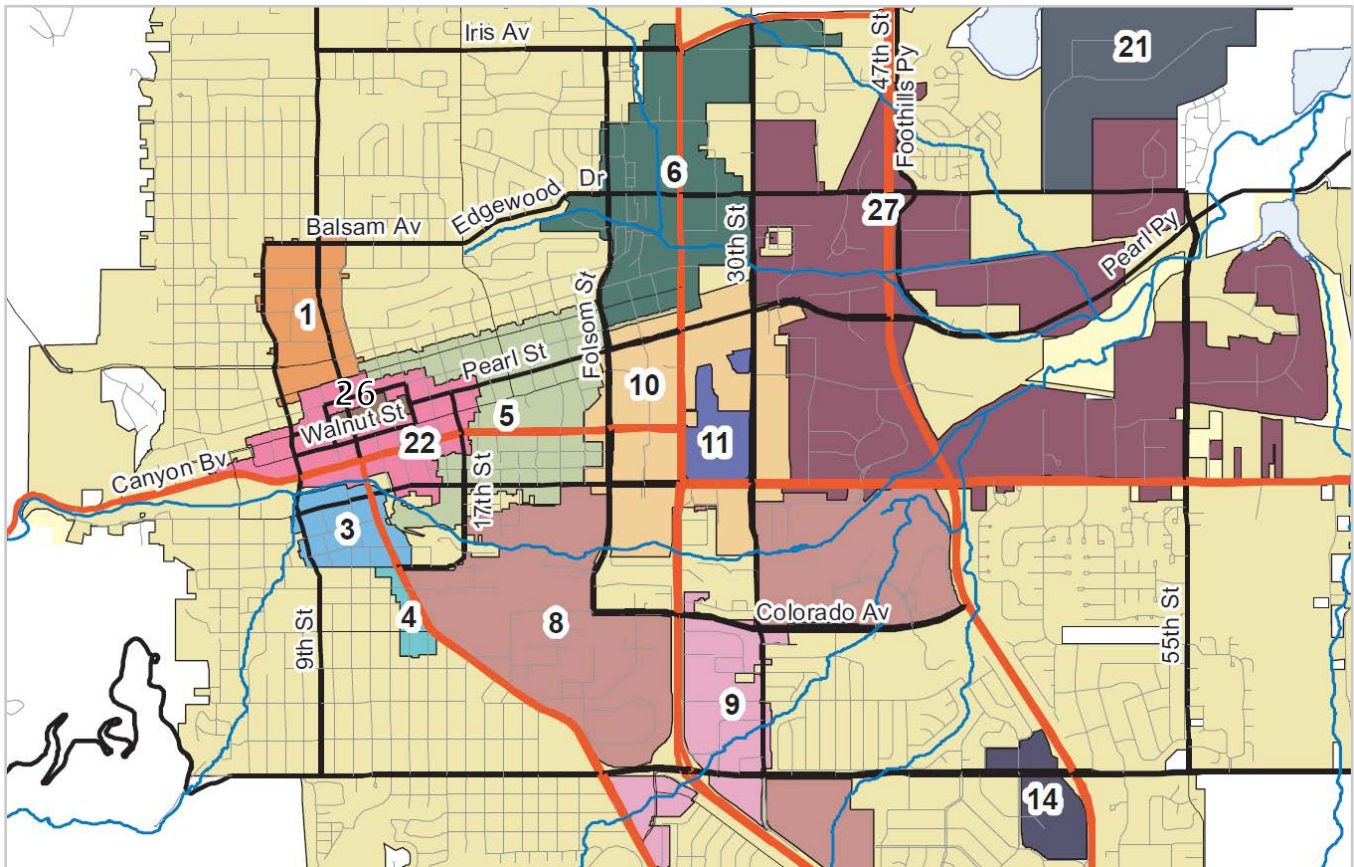 Iris Av
47th St
21
Foothills Py
6
Dr
Edgewood
Balsam Av
27
30th St
Pearl Py
1
Folsom St
Pearl St
26
10
5
Walnut St
22
11
Canyon Bv
17th St
3
4
8
Colorado Av
9th St
55th St
9
14